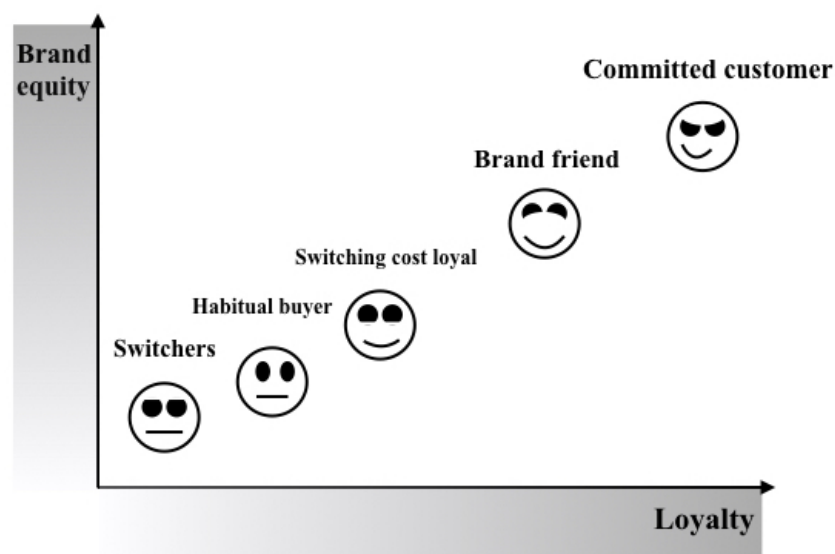 Brand
equity
Committed customer
Brand friend
Switching cost loyal
Habitual buyer
Switchers
Loyalty